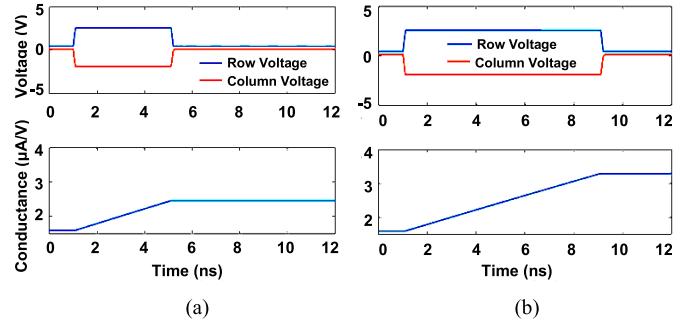 5
0
-5
Voltage (V)
Row Voltage
Column Voltage
0 2 4 6 8 10 12
4
3
2
Conductance (μA/V)
0 2 4 6 8 10 12
Time (ns)
(a)
5
0
-5
Row Voltage
Column Voltage
0 2 4 6 8 10 12
4
3
2
0 2 4 6 8 10 12
Time (ns)
(b)